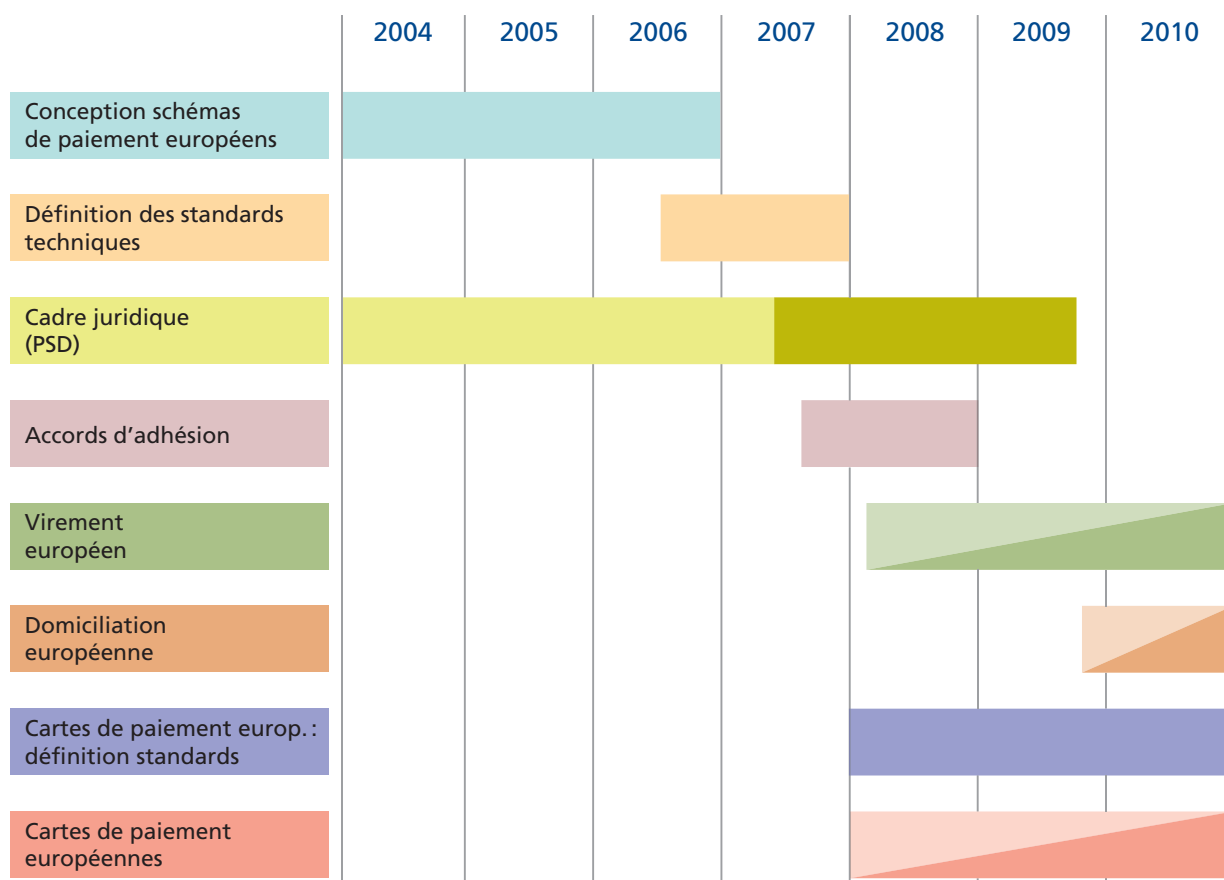 2004 2005 2006 2007 2008 2009 2010
Conception schémas
de paiement européens
Définition des standards
techniques
Cadre juridique
(PSD)
Accords d’adhésion
Virement
européen
Domiciliation
européenne
Cartes de paiement europ. :
définition standards
Cartes de paiement
européennes